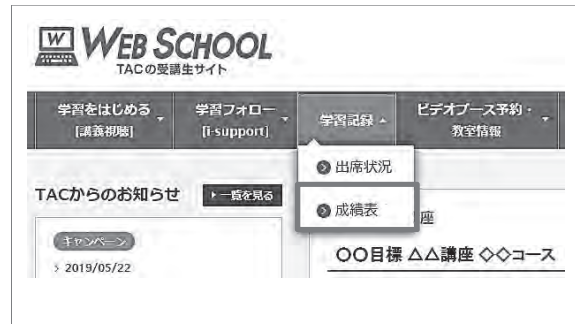 W WEB SCHOOL
TACの受講生サイト
学習をはじめる
[講義視聴]
学習フォロー
[i-support]
学習記録
ビデオブース予約・
教室情報
出席状況
成績表
TACからのお知らせ
一覧を見る
座
キャンペーン
〇〇目標 △△講座 ◇◇コース
> 2019/05/22